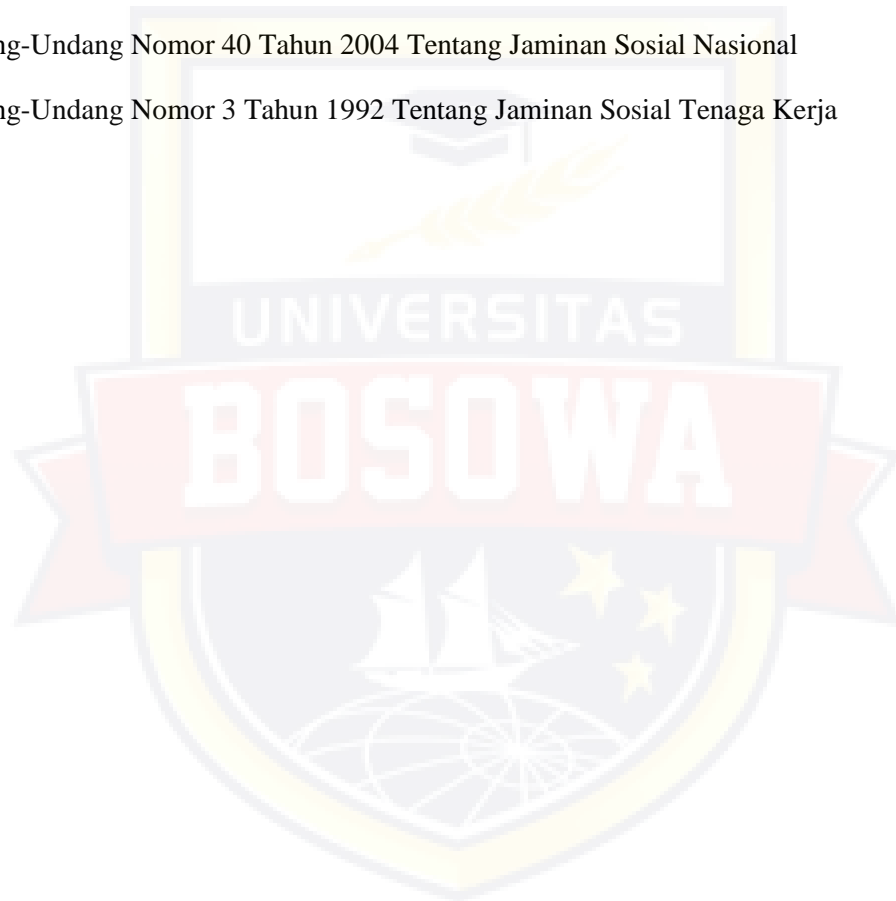 ng-Undang Nomor 40 Tahun 2004 Tentang Jaminan Sosial Nasional
ng-Undang Nomor 3 Tahun 1992 Tentang Jaminan Sosial Tenaga Kerja
UNIVERSITAS
BOSOWA